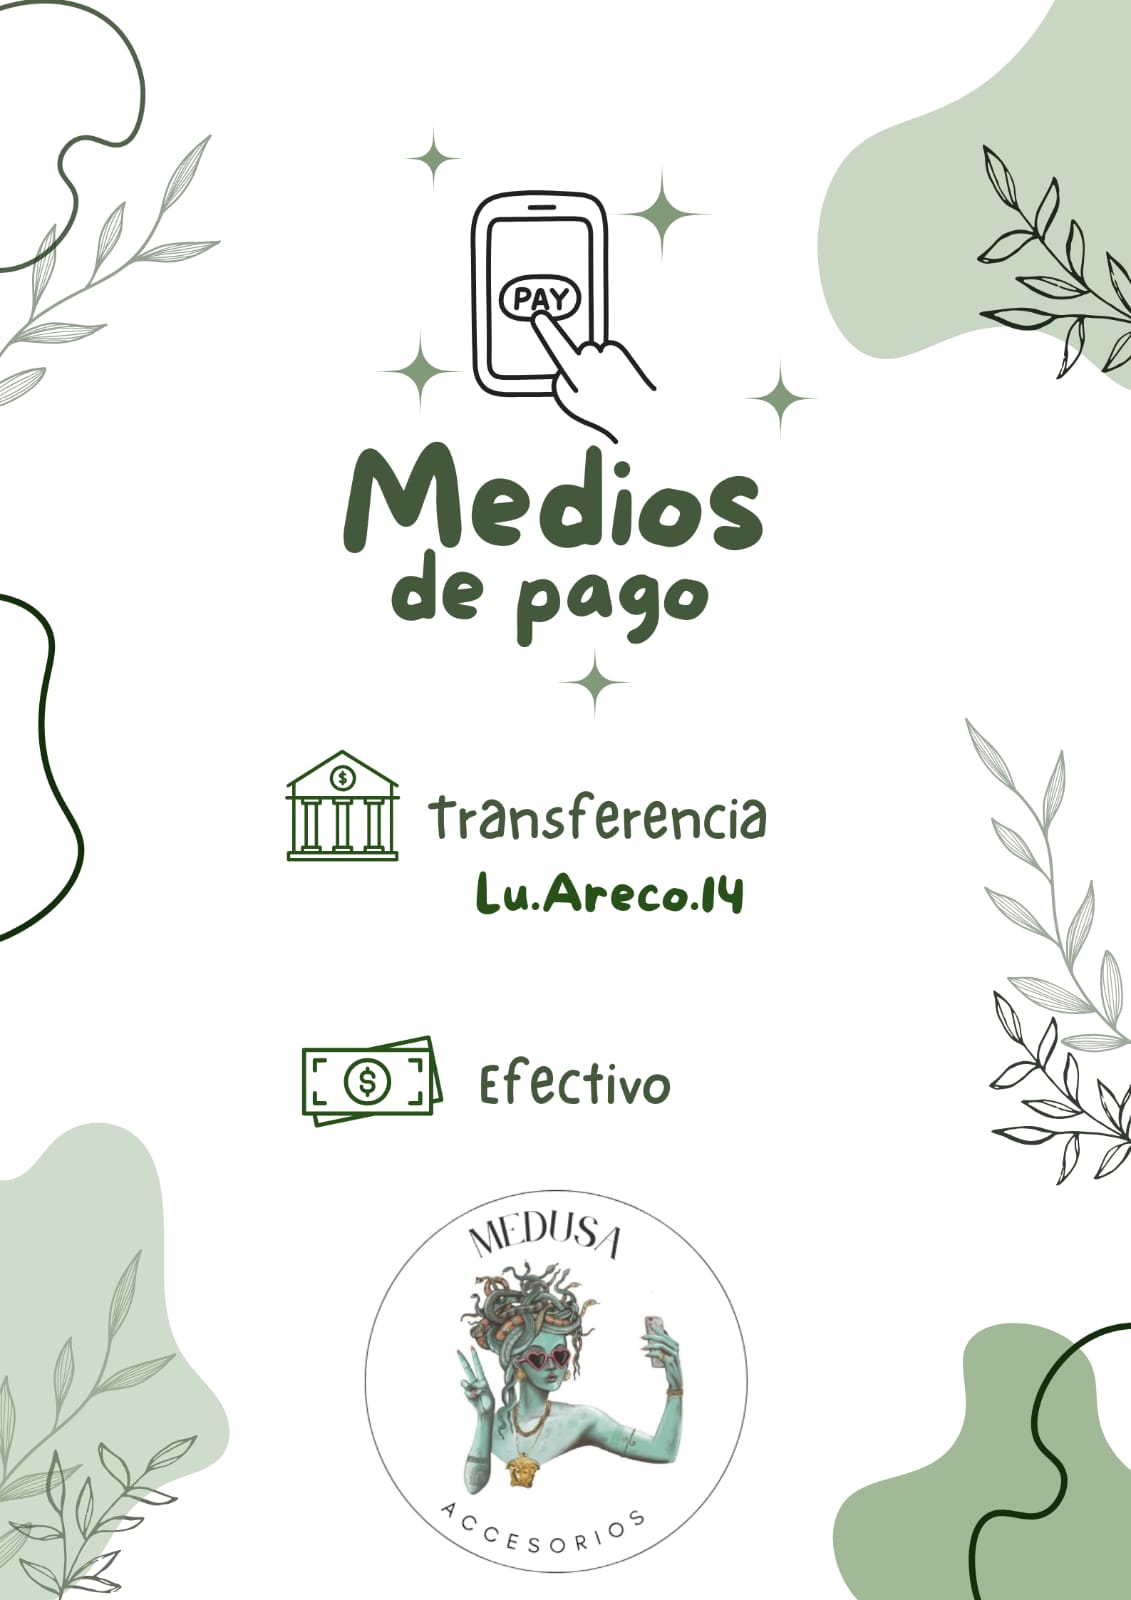 PAY
Medios
de pago
Transferencia
Lu.Areco.14
Efectivo
MEDUSA
ACCESORIOS